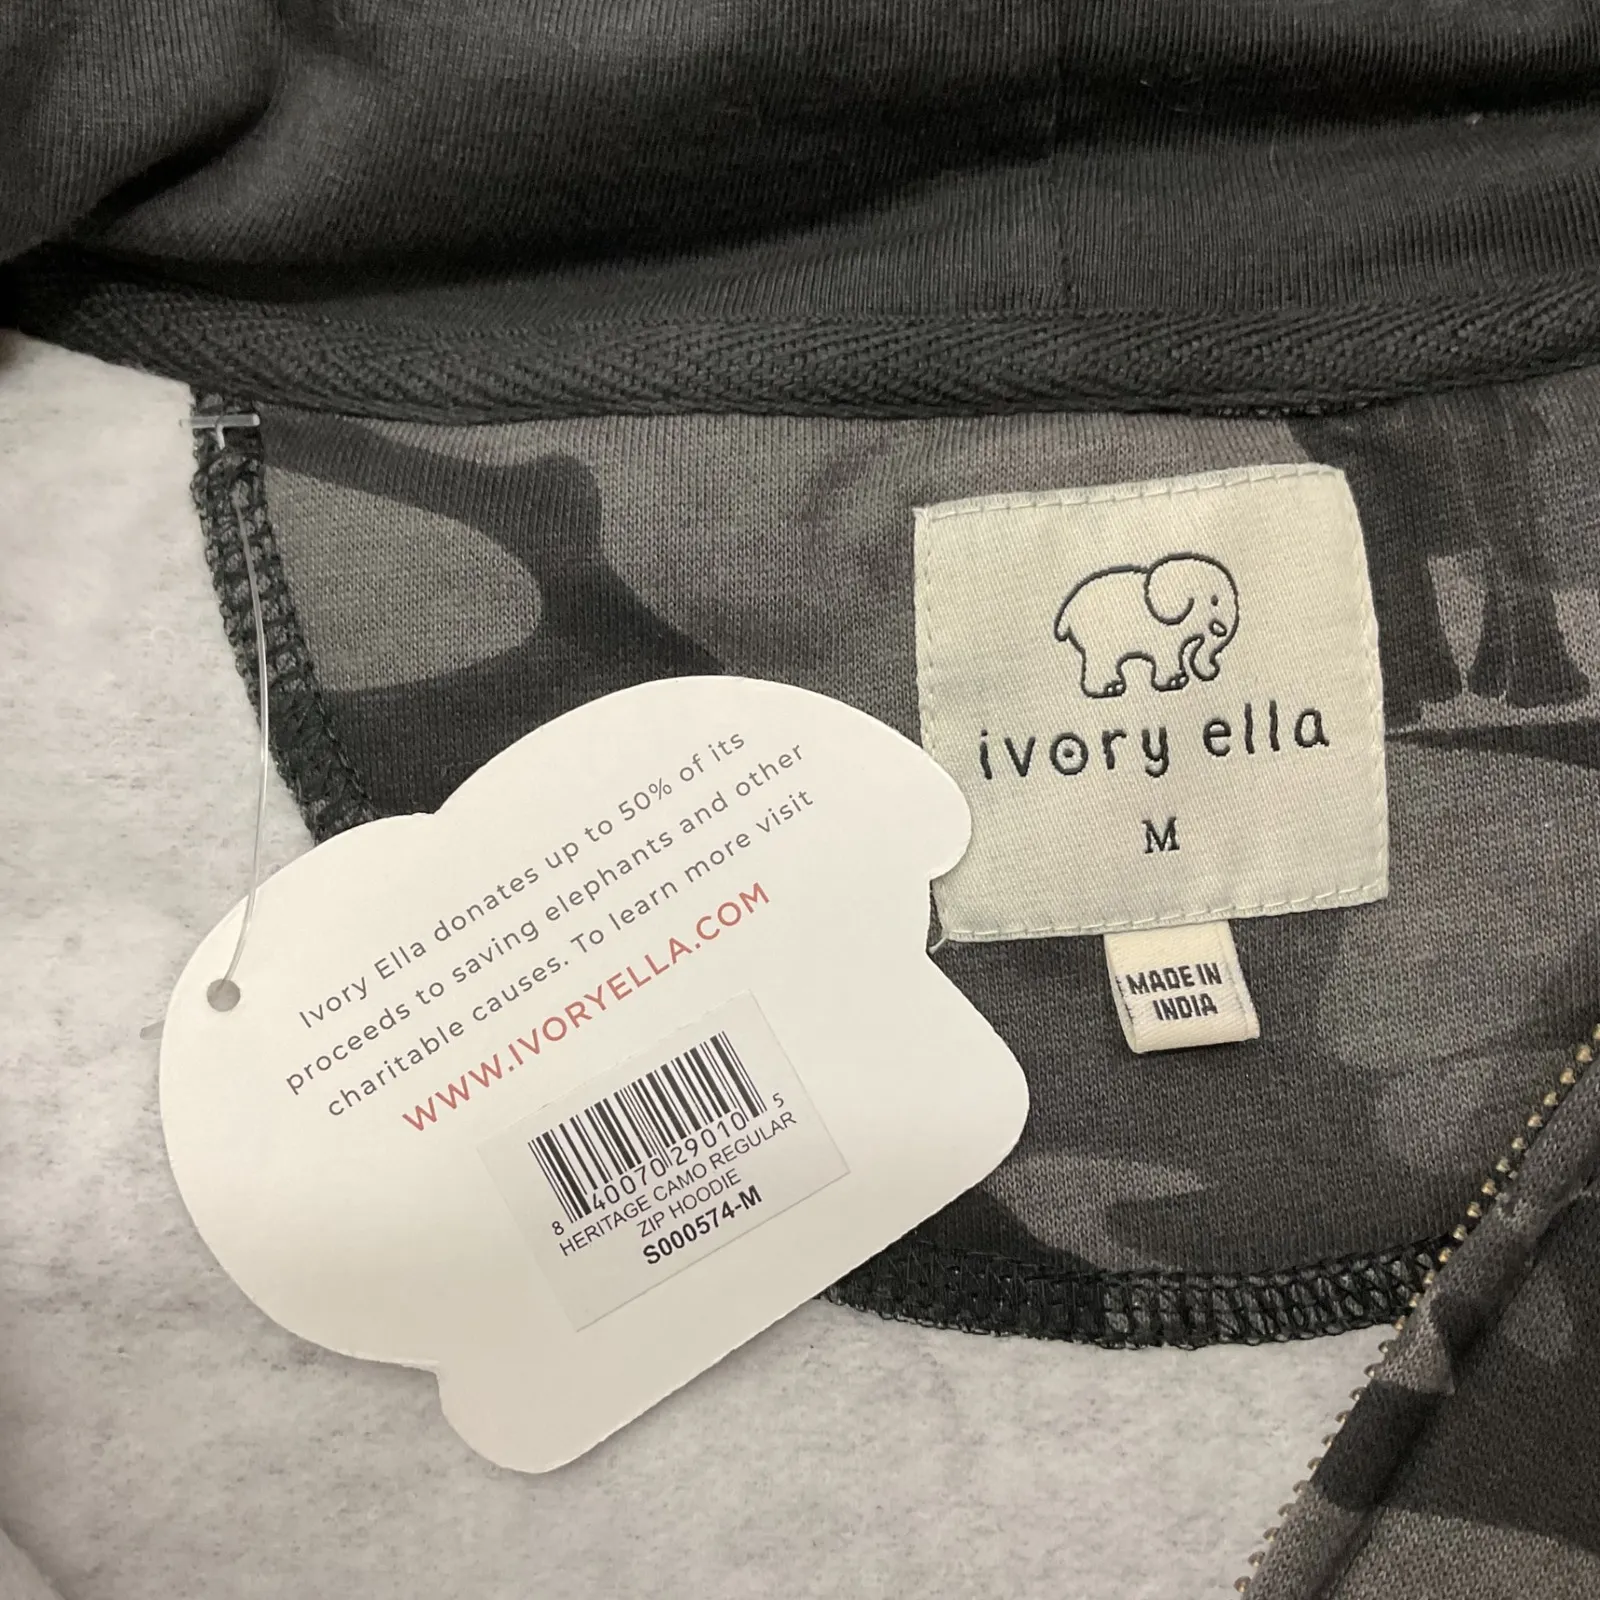 ivory ella
M
MADE IN
INDIA
Ivory Ella donates up to 50% of its
proceeds to saving elephants and other
charitable causes. To learn more visit
WWW.IVORYELLA.COM
8 40070 29010 5
HERITAGE CAMO REGULAR
ZIP HOODIE
S000574-M